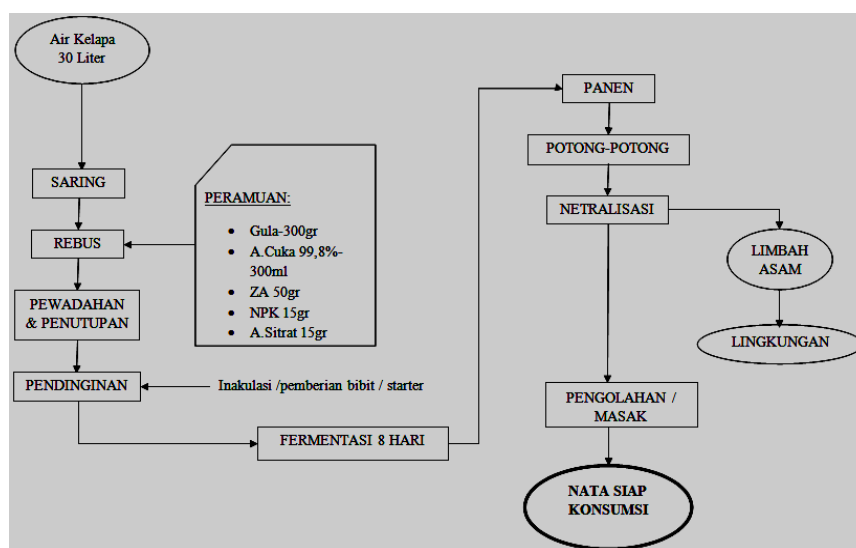 Air Kelapa
30 Liter
SARING
REBUS
PERAMUAN:
• Gula-300gr
• A.Cuka 99,8%-
300ml
• ZA 50gr
• NPK 15gr
• A.Sitrat 15gr
PEWADAHAN
& PENUTUPAN
PENDINGINAN
Inakulasi /pemberian bibit / starter
FERMENTASI 8 HARI
PANEN
POTONG-POTONG
NETRALISASI
LIMBAH
ASAM
LINGKUNGAN
PENGOLAHAN /
MASAK
NATA SIAP
KONSUMSI